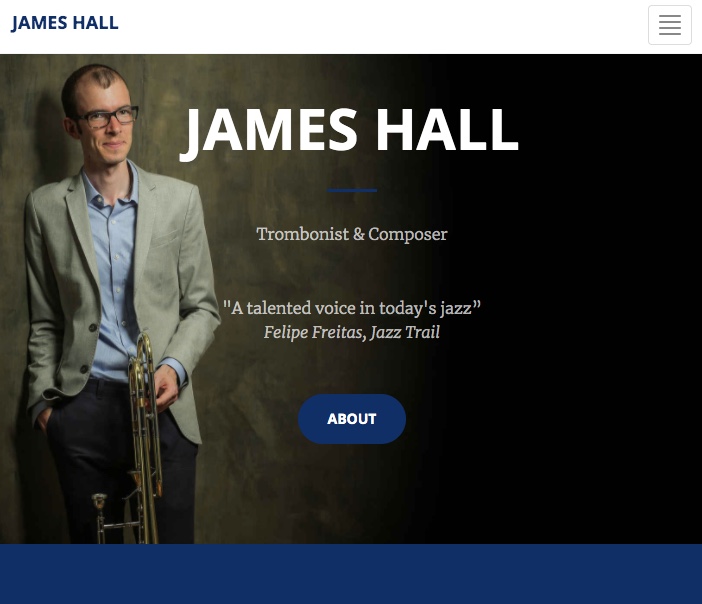 JAMES HALL
JAMES HALL
Trombonist & Composer
"A talented voice in today's jazz”
Felipe Freitas, Jazz Trail
ABOUT